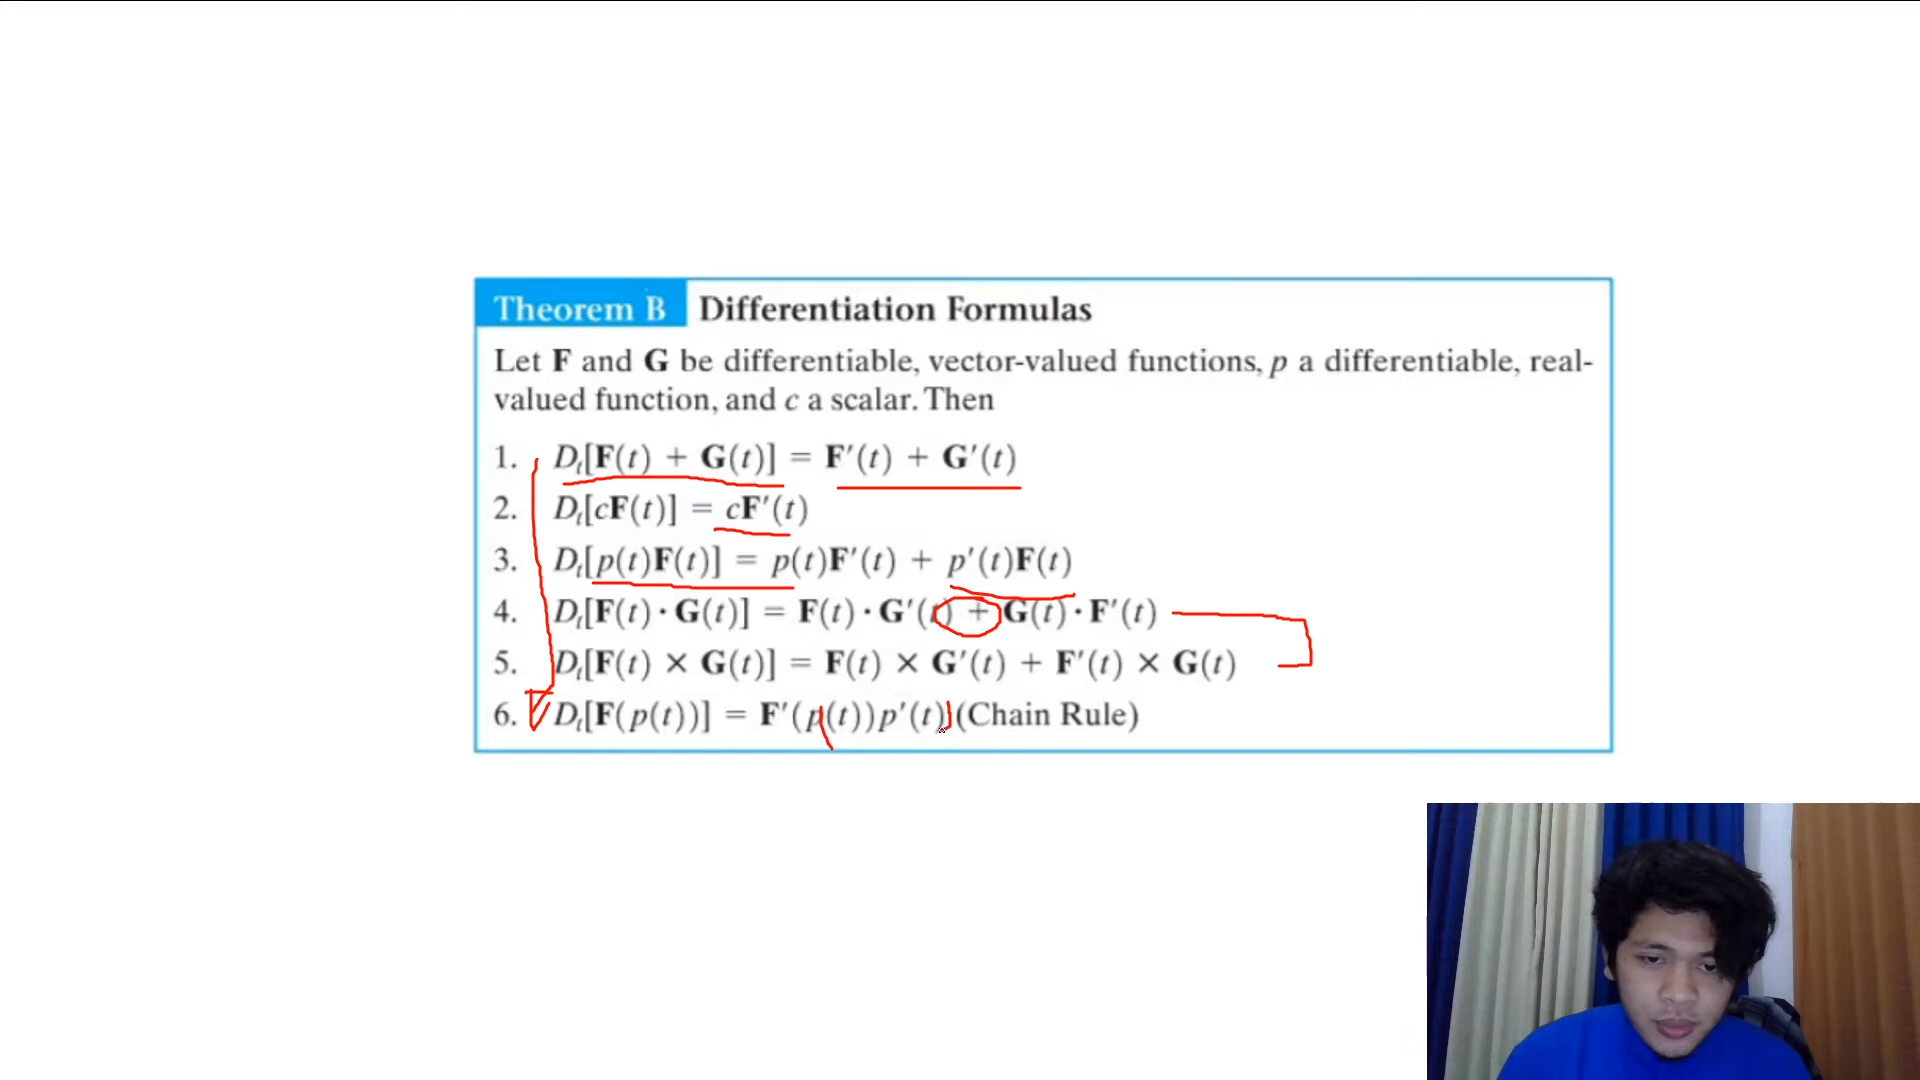 Theorem B Differentiation Formulas
Let F and G be differentiable, vector-valued functions, p a differentiable, real-
valued function, and c a scalar. Then
1. Dₜ[F(t) + G(t)] = F′(t) + G′(t)
2. Dₜ[cF(t)] = cF′(t)
3. Dₜ[p(t)F(t)] = p(t)F′(t) + p′(t)F(t)
4. Dₜ[F(t) · G(t)] = F(t) · G′(t) + G(t) · F′(t)
5. Dₜ[F(t) × G(t)] = F(t) × G′(t) + F′(t) × G(t)
6. Dₜ[F(p(t))] = F′(p(t))p′(t) (Chain Rule)